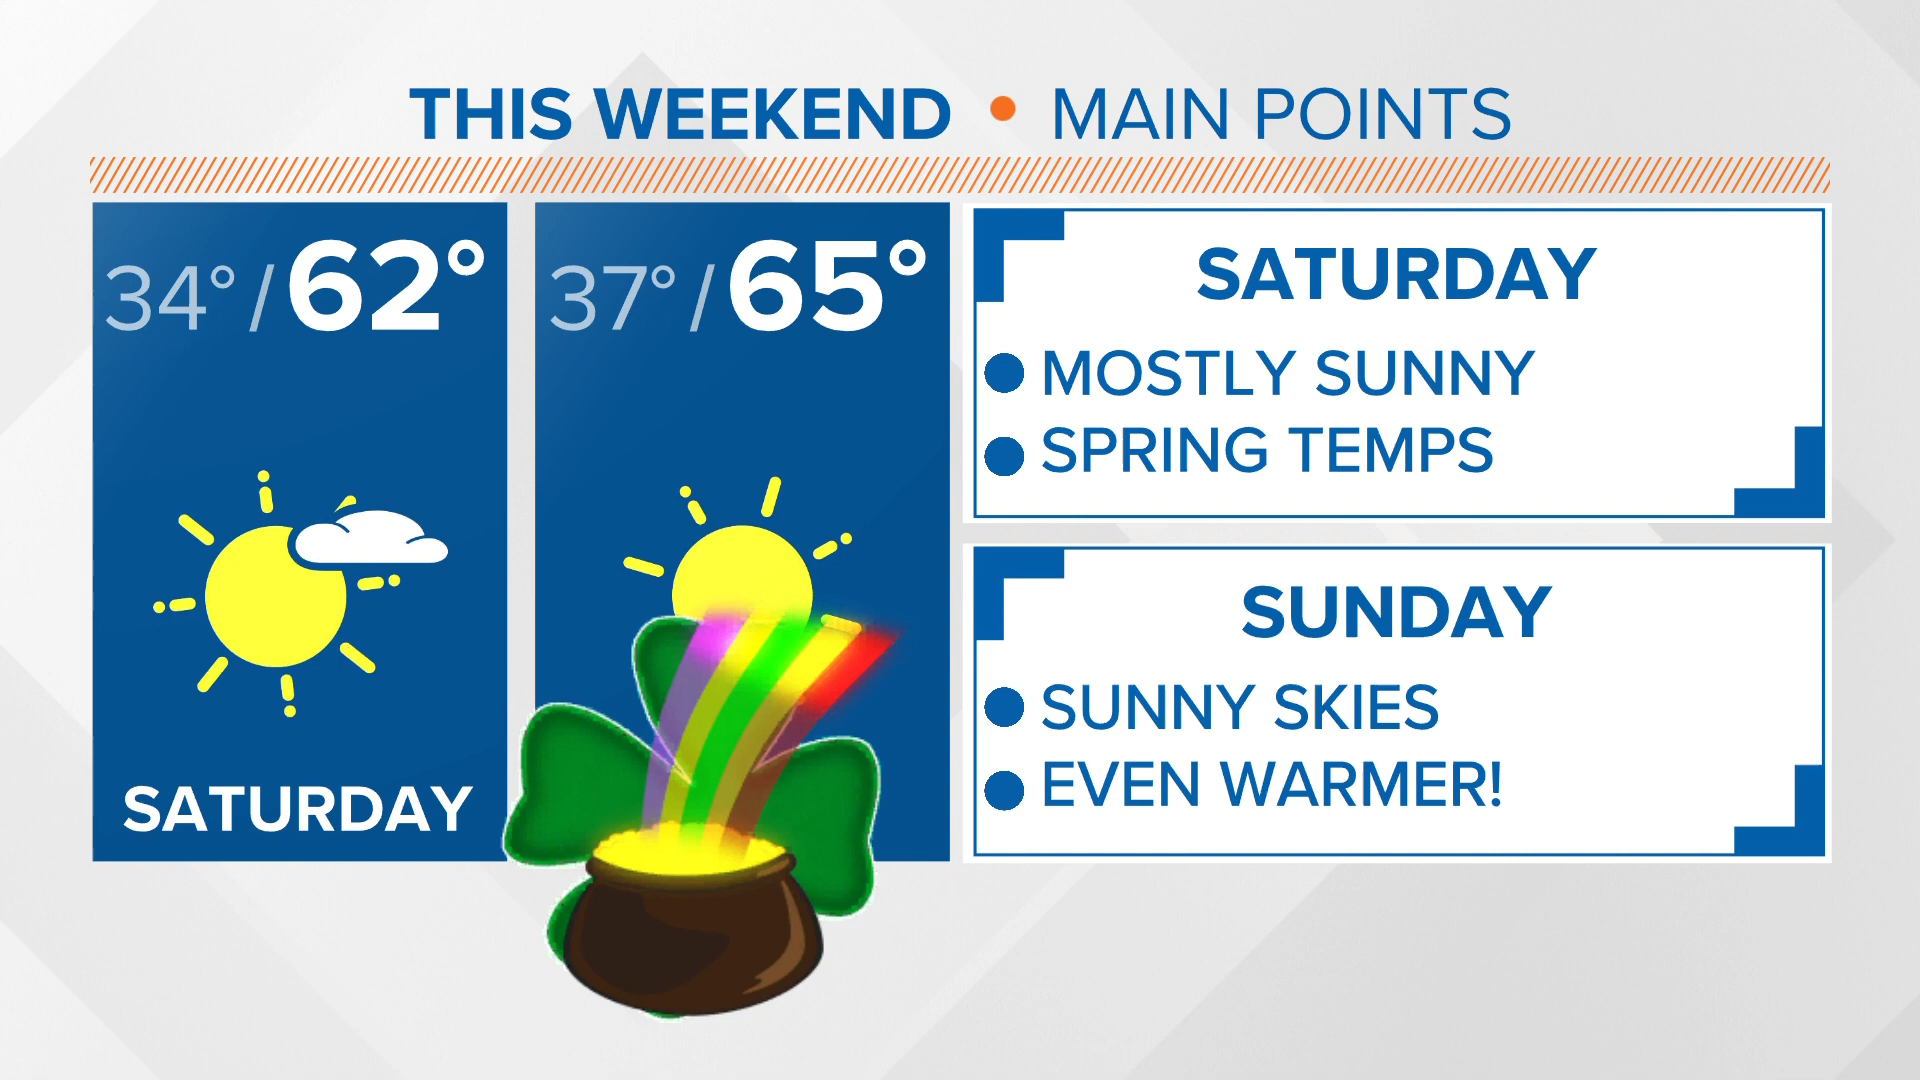 THIS WEEKEND • MAIN POINTS
34° / 62°
SATURDAY
37° / 65°
SATURDAY
● MOSTLY SUNNY
● SPRING TEMPS
SUNDAY
● SUNNY SKIES
● EVEN WARMER!